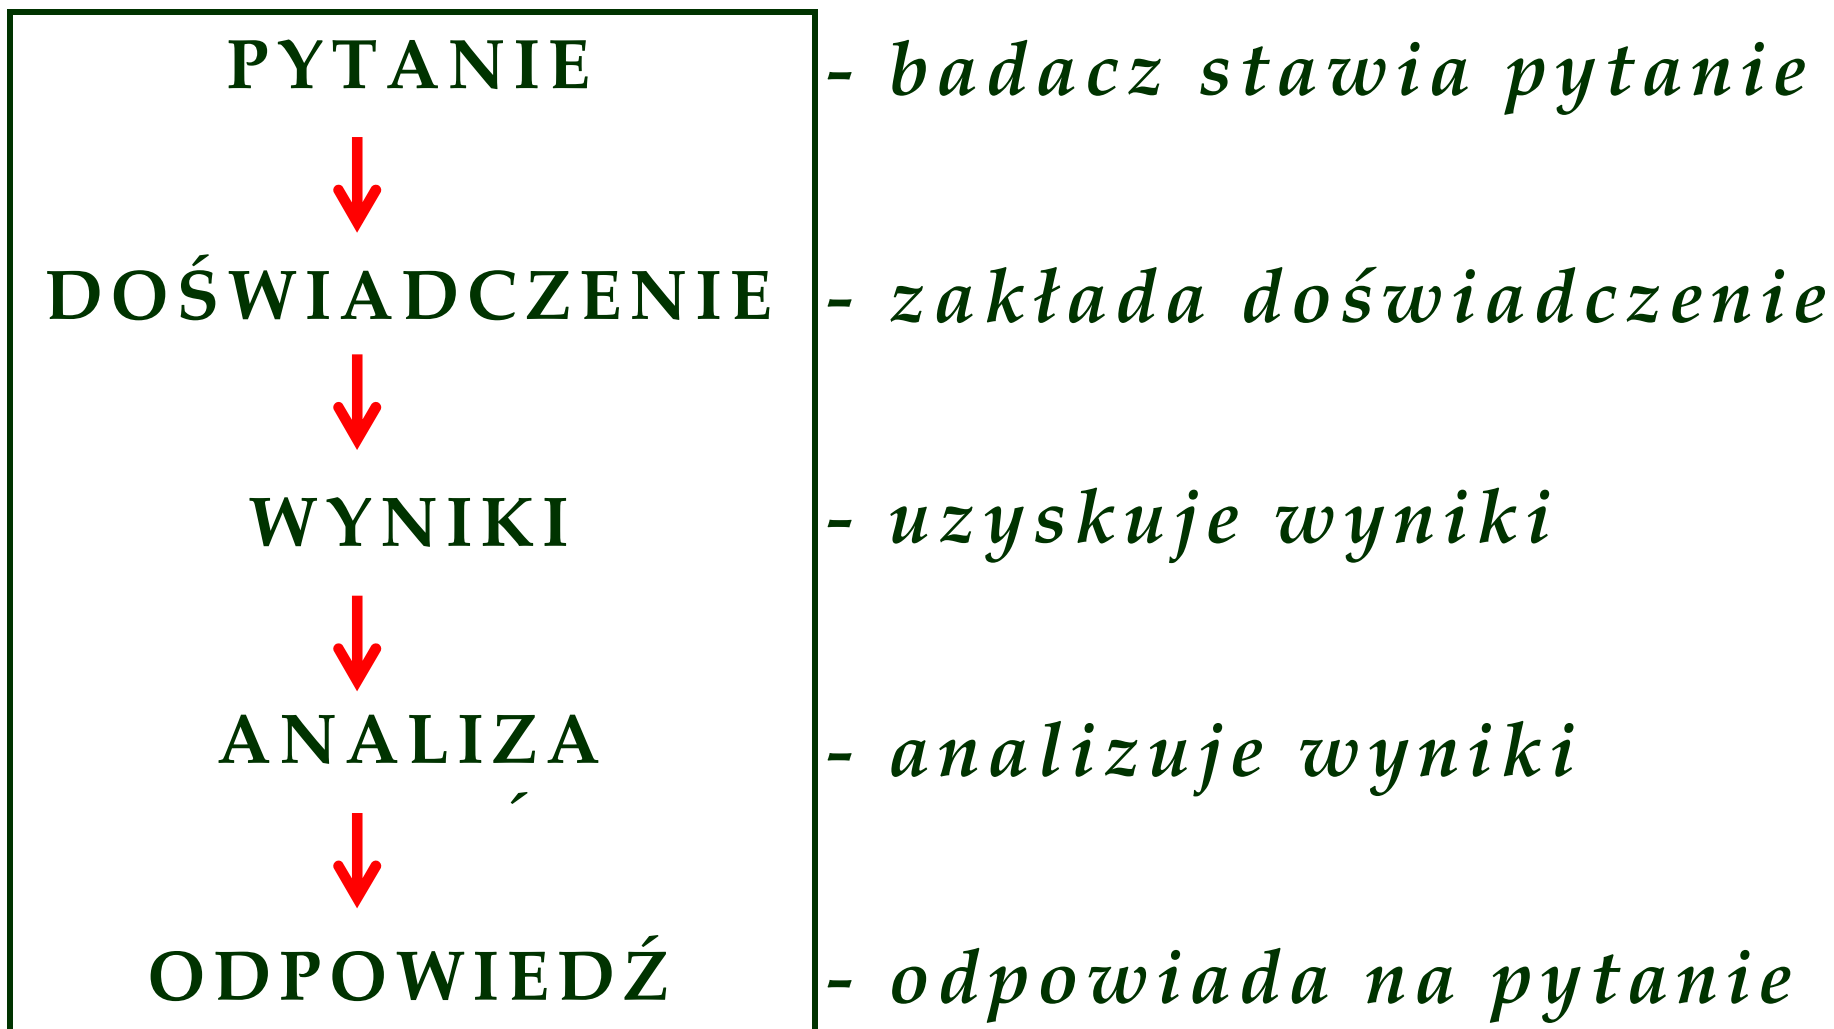 PYTANIE - badacz stawia pytanie
DOŚWIADCZENIE - zakłada doświadczenie
WYNIKI - uzyskuje wyniki
ANALIZA - analizuje wyniki
ODPOWIEDŹ - odpowiada na pytanie